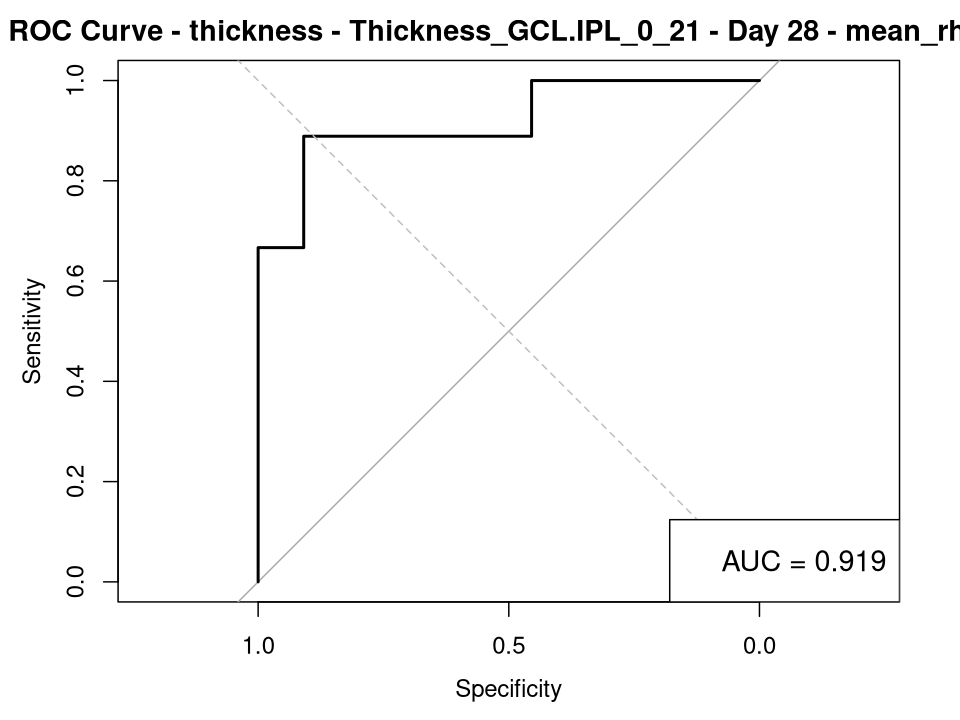 ROC Curve - thickness - Thickness_GCL.IPL_0_21 - Day 28 - mean_rh
1.0
0.8
0.6
0.4
0.2
0.0
Sensitivity
AUC = 0.919
1.0 0.5 0.0
Specificity